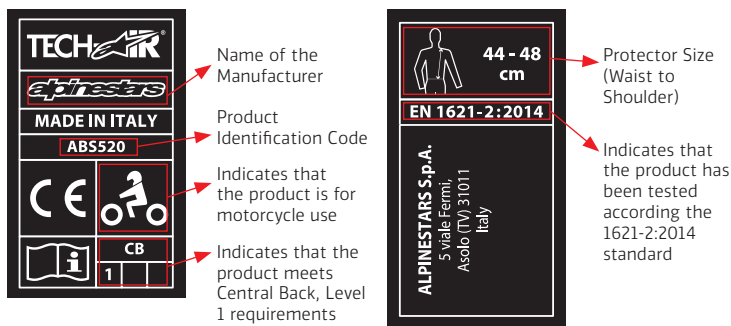 TECH-AIR®
alpinestars
MADE IN ITALY
ABS520
CE
i
CB
1
Name of the
Manufacturer
Product
Identification Code
Indicates that
the product is for
motorcycle use
Indicates that the
product meets
Central Back, Level
1 requirements
44 - 48
cm
EN 1621-2:2014
ALPINESTARS S.p.A.
5 viale Fermi,
Asolo (TV) 31011
Italy
Protector Size
(Waist to
Shoulder)
Indicates that
the product has
been tested
according the
1621-2:2014
standard